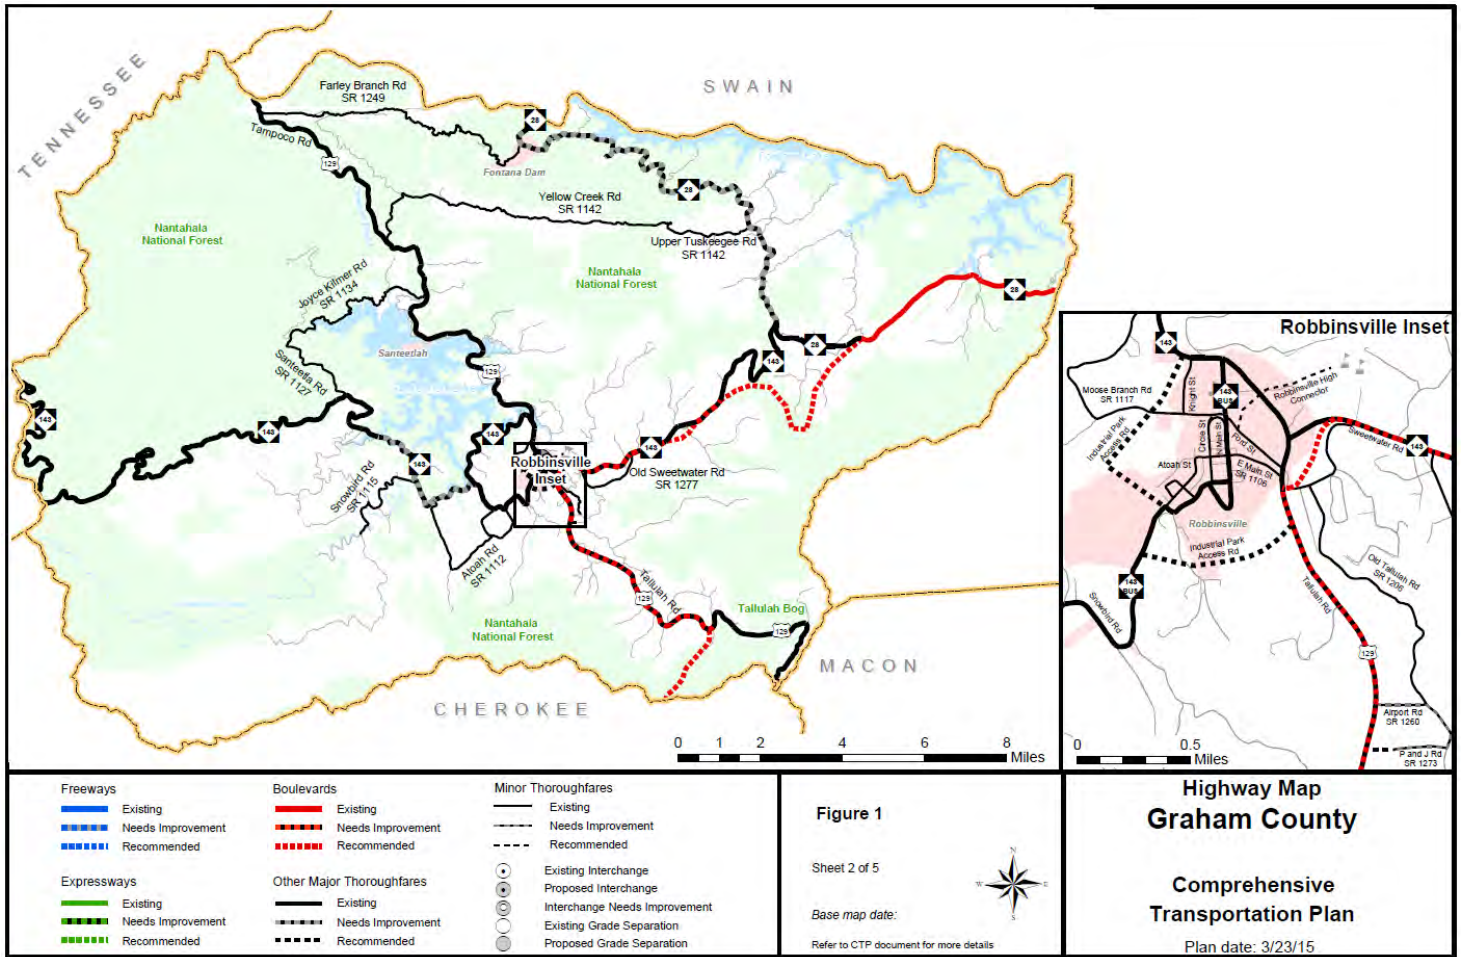 TENNESSEE
SWAIN
Farley Branch Rd
SR 1249
28
Tampoco Rd
129
Fontana Dam
28
Yellow Creek Rd
SR 1142
Nantahala
National Forest
Upper Tuskeegee Rd
SR 1142
Nantahala
National Forest
Joyce Kilmer Rd
SR 1134
28
Santeetlah
28
143
129
Santeetla Rd
SR 1127
143
143
143
143
Robbinsville
Inset
143
Old Sweetwater Rd
SR 1277
Snowbird Rd
SR 1115
Atoah Rd
SR 1112
Tallulah Rd
129
Tallulah Bog
129
Nantahala
National Forest
MACON
CHEROKEE
0 1 2 4 6 8
Miles
Robbinsville Inset
143
Moose Branch Rd
SR 1117
Knight St
143
BUS
Robbinsville High
Connector
Industrial Park
Access Rd
Circle St
N Main St
Ford St
Sweetwater Rd
143
Atoah St
E Main St
SR 1106
Robbinsville
Industrial Park
Access Rd
Old Tallulah Rd
SR 1206
143
BUS
Snowbird Rd
Tallulah Rd
129
Airport Rd
SR 1260
P and J Rd
SR 1273
0 0.5
Miles
Freeways
Existing
Needs Improvement
Recommended
Expressways
Existing
Needs Improvement
Recommended
Boulevards
Existing
Needs Improvement
Recommended
Other Major Thoroughfares
Existing
Needs Improvement
Recommended
Minor Thoroughfares
Existing
Needs Improvement
Recommended
Existing Interchange
Proposed Interchange
Interchange Needs Improvement
Existing Grade Separation
Proposed Grade Separation
Figure 1
Sheet 2 of 5
Base map date:
Refer to CTP document for more details
N
W E
S
Highway Map
Graham County
Comprehensive
Transportation Plan
Plan date: 3/23/15